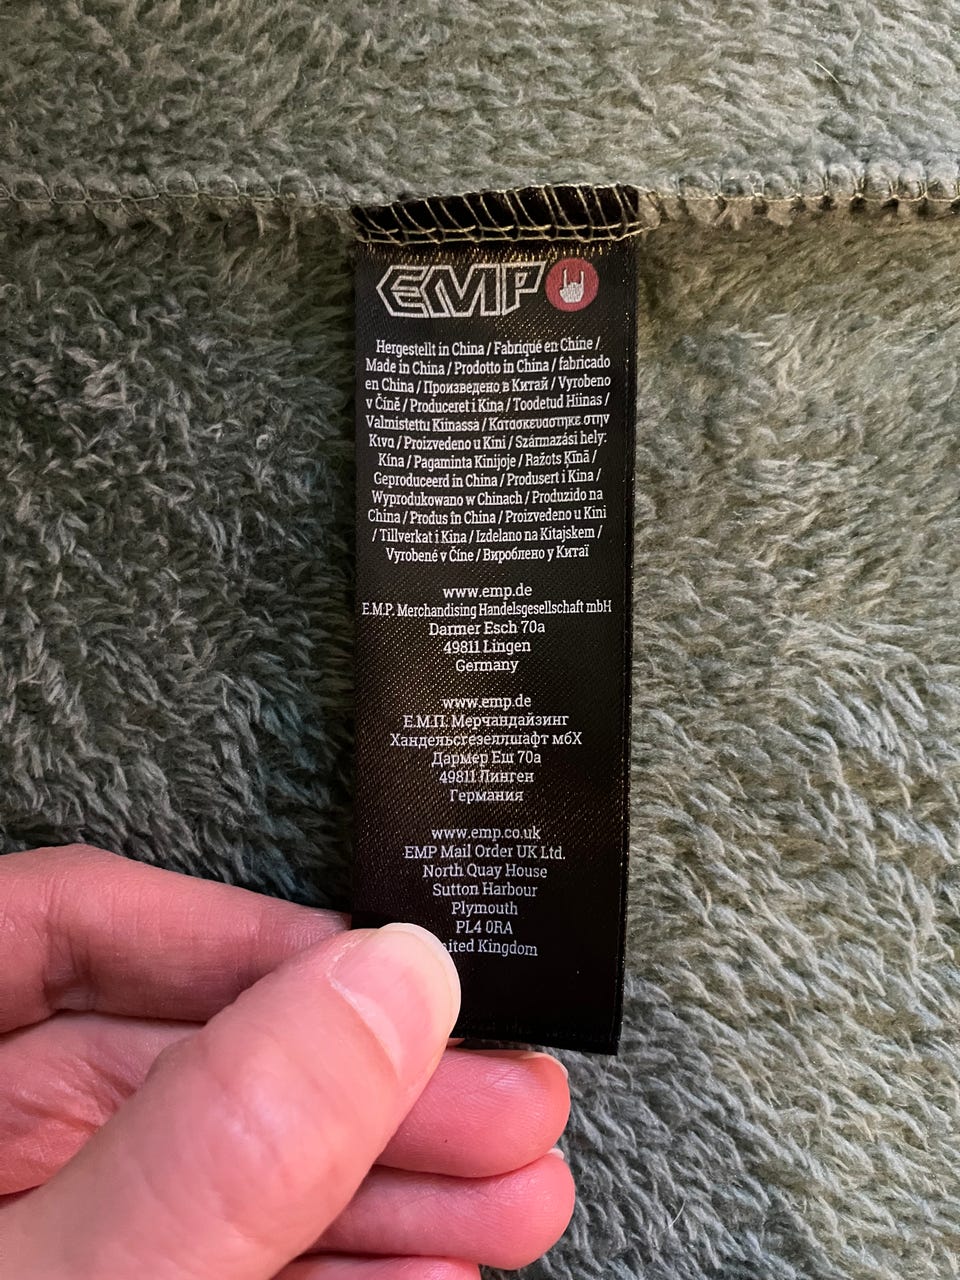 EMP
Hergestellt in China / Fabriqué en Chine /
Made in China / Prodotto in China / fabricado
en China / Произведено в Китай / Vyrobeno
v Číně / Produceret i Kina / Toodetud Hiinas /
Valmistettu Kiinassa / Κατασκευαστηκε στην
Κινα / Proizvedeno u Kini / Származási hely:
Kína / Pagaminta Kinijoje / Ražots Ķīnā /
Geproduceerd in China / Produsert i Kina /
Wyprodukowano w Chinach / Produzido na
China / Produs în China / Proizvedeno u Kini
/ Tillverkat i Kina / Izdelano na Kitajskem /
Vyrobené v Číne / Вироблено у Китаї
www.emp.de
E.M.P. Merchandising Handelsgesellschaft mbH
Darmer Esch 70a
49811 Lingen
Germany
www.emp.de
Е.М.П. Мерчандайзинг
Хандельсгезеллшафт мбХ
Дармер Еш 70а
49811 Линген
Германия
www.emp.co.uk
EMP Mail Order UK Ltd.
North Quay House
Sutton Harbour
Plymouth
PL4 0RA
ited Kingdom